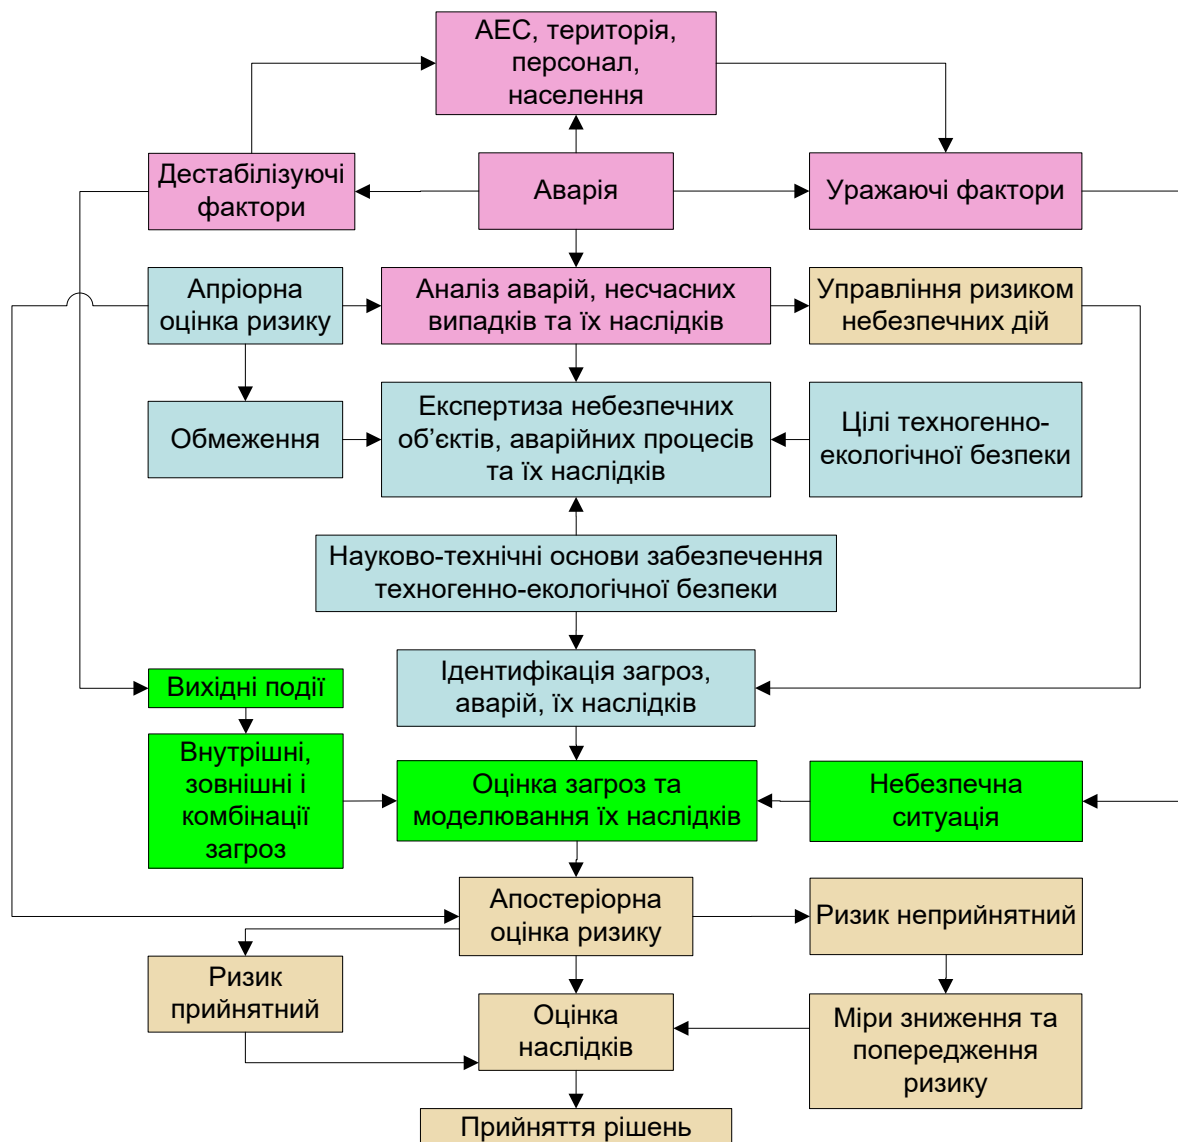 АЕС, територія,
персонал,
населення
Дестабілізуючі
фактори
Аварія
Уражаючі фактори
Апріорна
оцінка ризику
Аналіз аварій, несчасних
випадків та їх наслідків
Управління ризиком
небезпечних дій
Обмеження
Експертиза небезпечних
об’єктів, аварійних процесів
та їх наслідків
Цілі техногенно-
екологічної безпеки
Науково-технічні основи забезпечення
техногенно-екологічної безпеки
Ідентифікація загроз,
аварій, їх наслідків
Вихідні події
Внутрішні,
зовнішні і
комбінації
загроз
Оцінка загроз та
моделювання їх наслідків
Небезпечна
ситуація
Апостеріорна
оцінка ризику
Ризик неприйнятний
Ризик
прийнятний
Оцінка
наслідків
Міри зниження та
попередження
ризику
Прийняття рішень